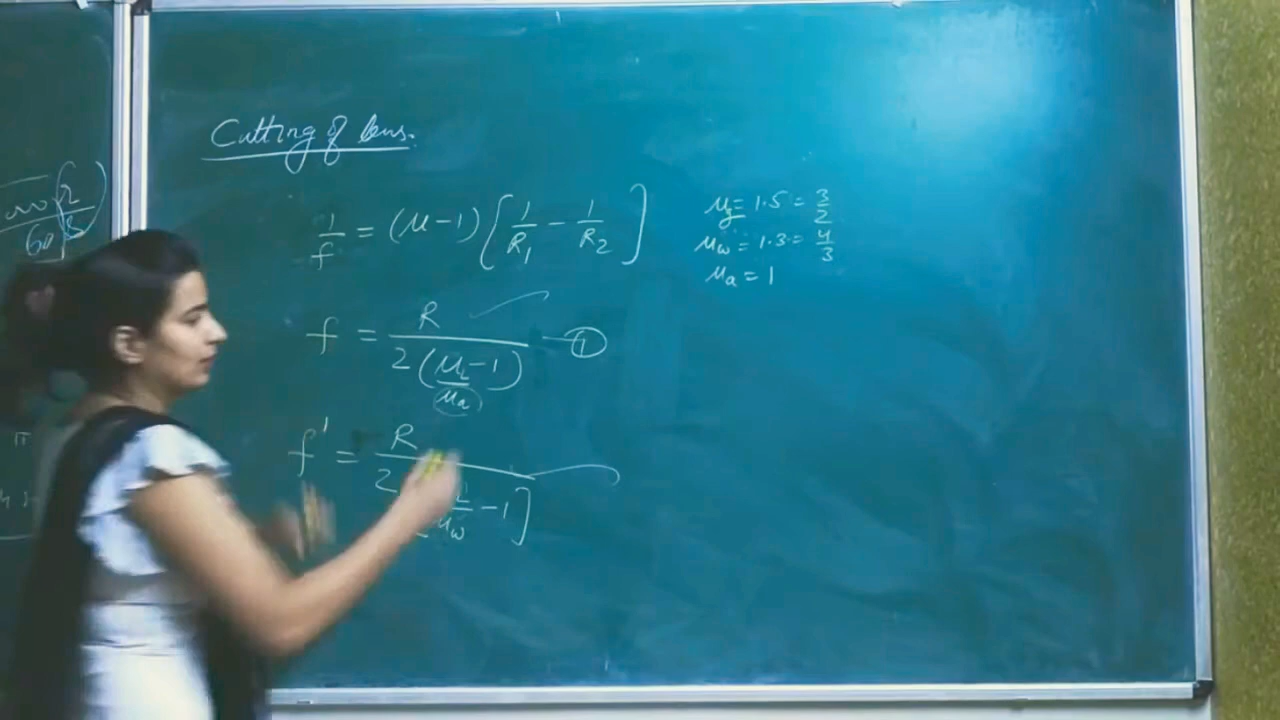 Cutting of lens.
1/f = (μ-1) [1/R₁ - 1/R₂]
μg = 1.5 = 3/2
μw = 1.3 = 4/3
μa = 1
f = R / 2(μL/μa - 1) — ①
f' = R / 2[L/μw - 1]
60
π